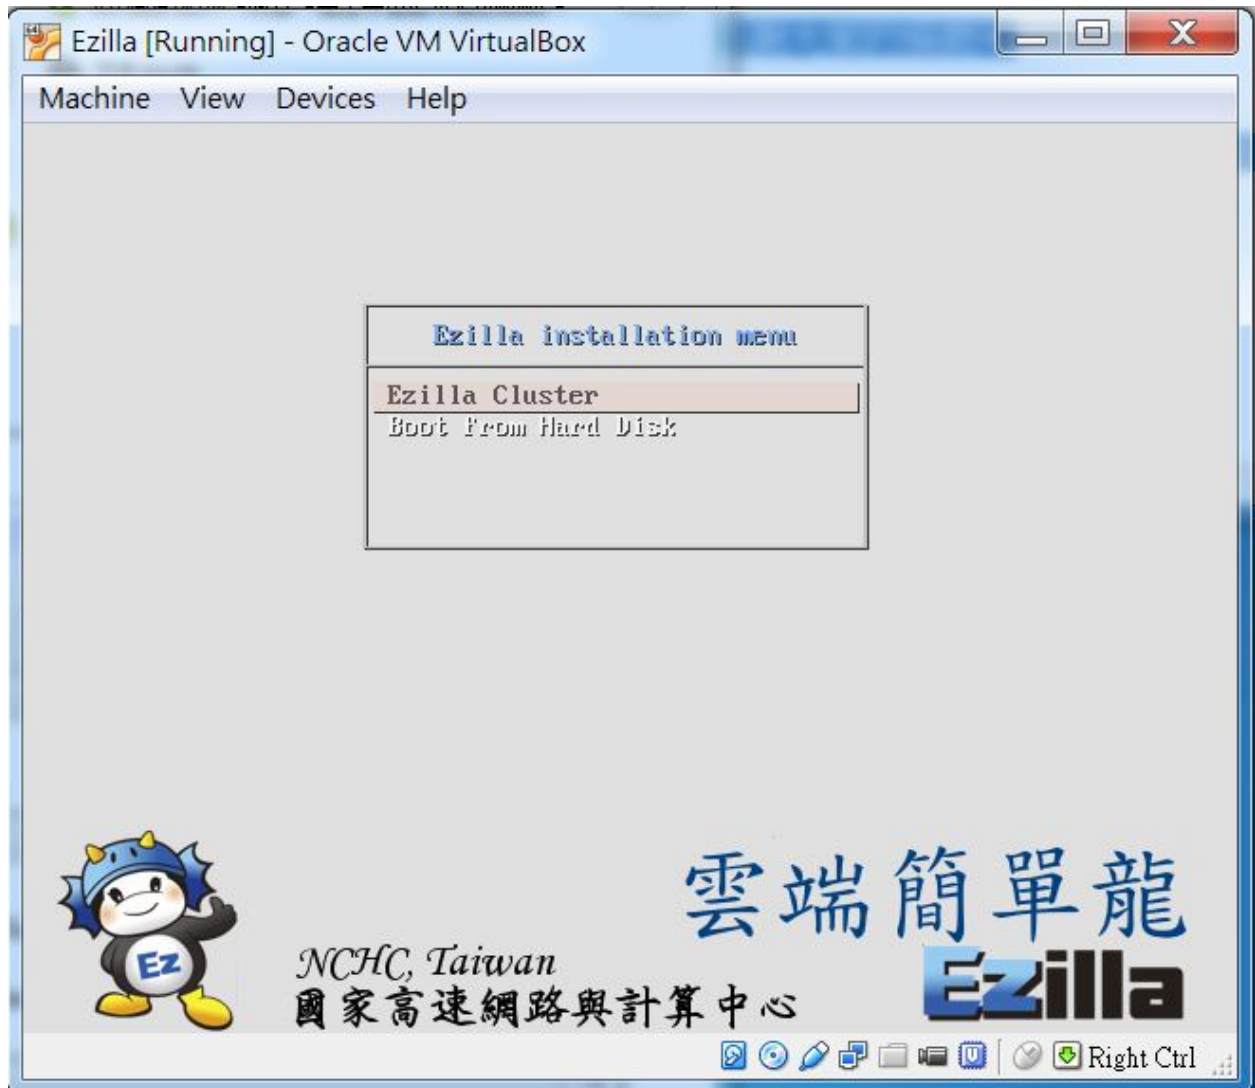 Ezilla [Running] - Oracle VM VirtualBox
X
Machine View Devices Help
Ezilla installation menu
Ezilla Cluster
Boot From Hard Disk
雲端簡單龍
Ez
NCHC, Taiwan
Ezilla
國家高速網路與計算中心
Right Ctrl